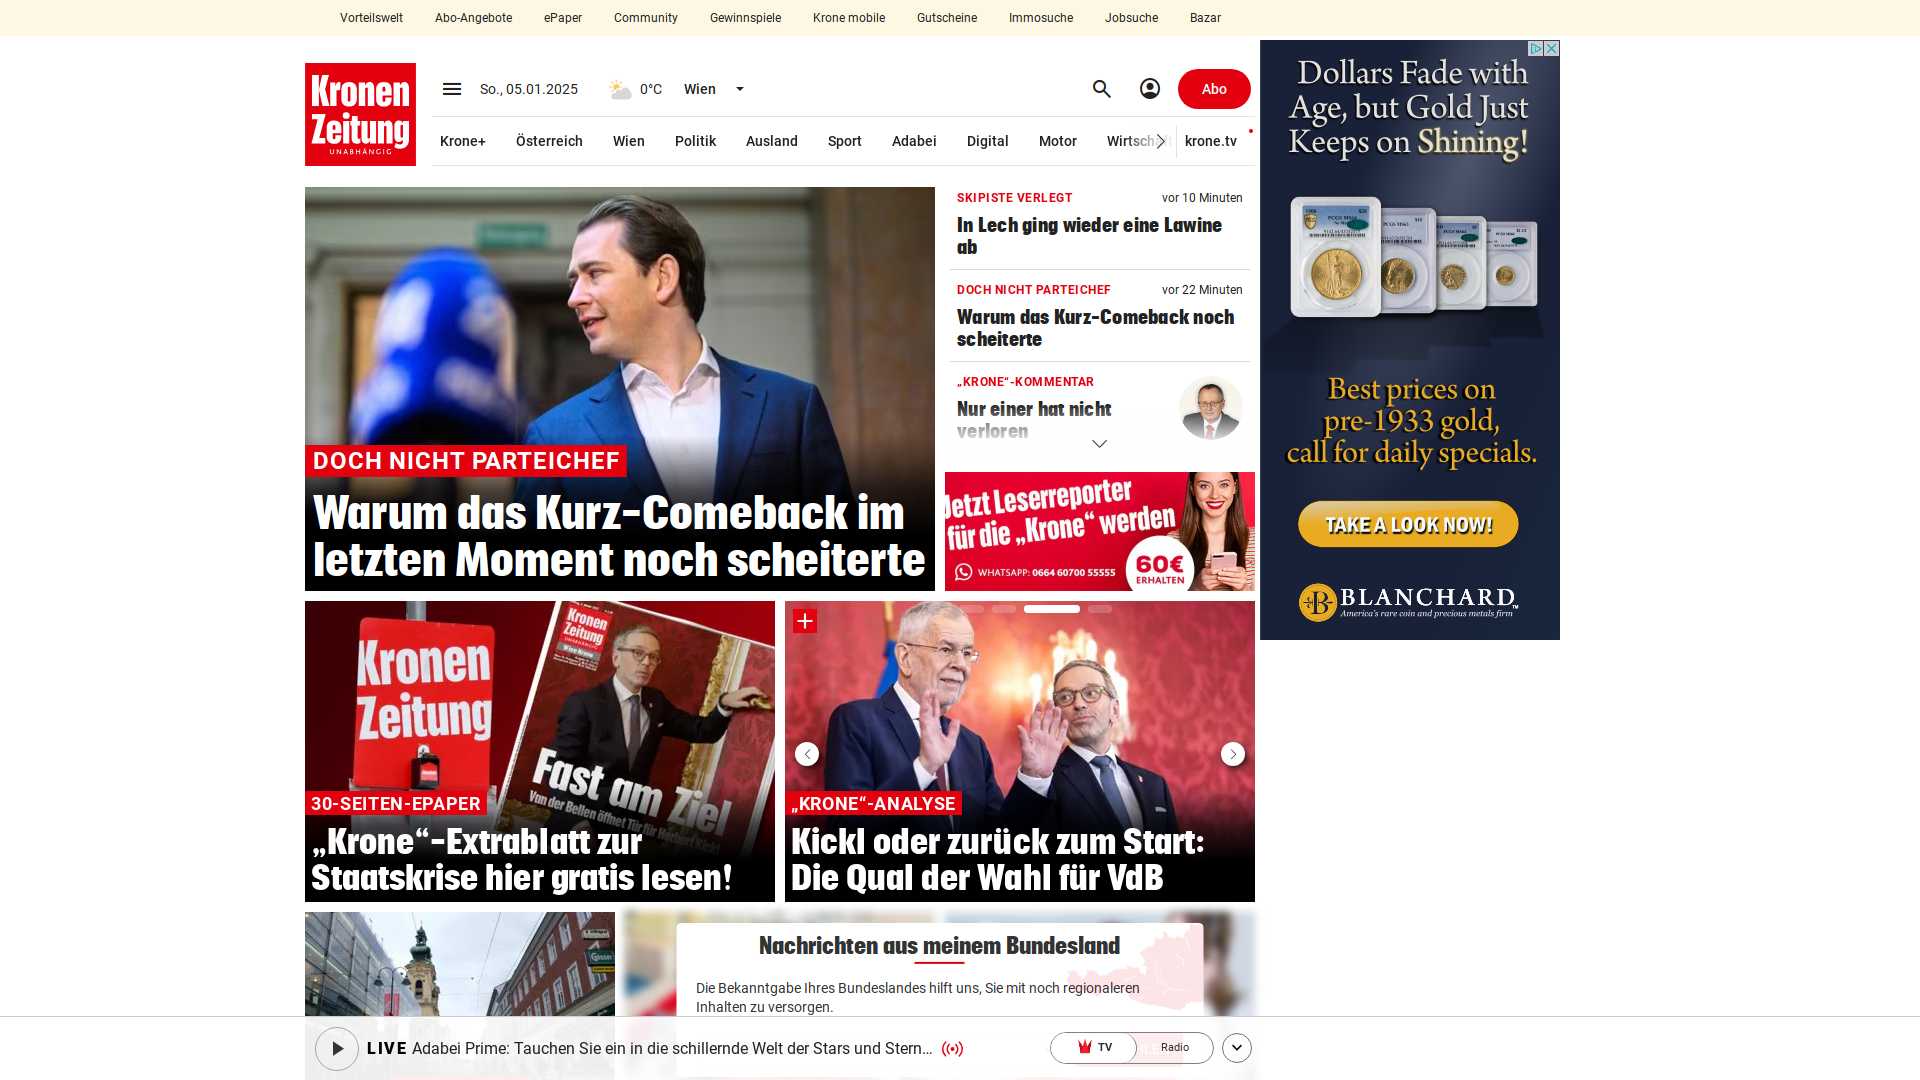 Vorteilswelt Abo-Angebote ePaper Community Gewinnspiele Krone mobile Gutscheine Immosuche Jobsuche Bazar
Kronen
Zeitung
UNABHÄNGIG
So., 05.01.2025 0°C Wien Abo
Krone+ Österreich Wien Politik Ausland Sport Adabei Digital Motor Wirtsch krone.tv
DOCH NICHT PARTEICHEF
Warum das Kurz-Comeback im
letzten Moment noch scheiterte
SKIPISTE VERLEGT vor 10 Minuten
In Lech ging wieder eine Lawine
ab
DOCH NICHT PARTEICHEF vor 22 Minuten
Warum das Kurz-Comeback noch
scheiterte
„KRONE“-KOMMENTAR
Nur einer hat nicht
verloren
Jetzt Leserreporter
für die „Krone“ werden
WHATSAPP: 0664 60700 55555
60€
ERHALTEN
Kronen
Zeitung
Kronen
Zeitung
Fast am Ziel
Van der Bellen öffnet Tür für Herbert Kickl
30-SEITEN-EPAPER
„Krone“-Extrablatt zur
Staatskrise hier gratis lesen!
„KRONE“-ANALYSE
Kickl oder zurück zum Start:
Die Qual der Wahl für VdB
Nachrichten aus meinem Bundesland
Die Bekanntgabe Ihres Bundeslandes hilft uns, Sie mit noch regionaleren
Inhalten zu versorgen.
LIVE Adabei Prime: Tauchen Sie ein in die schillernde Welt der Stars und Stern...
TV Radio
Dollars Fade with
Age, but Gold Just
Keeps on Shining!
Best prices on
pre-1933 gold,
call for daily specials.
TAKE A LOOK NOW!
B BLANCHARD™
America's rare coin and precious metals firm